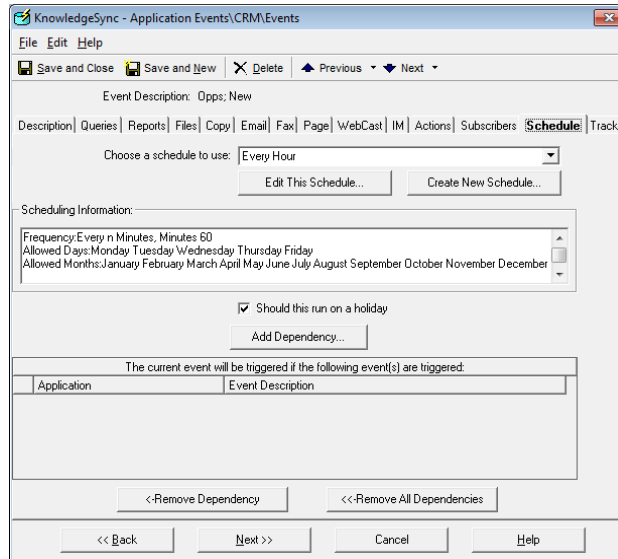 KnowledgeSync - Application Events\CRM\Events
File Edit Help
Save and Close Save and New Delete Previous Next
Event Description: Opps; New
Description Queries Reports Files Copy Email Fax Page WebCast IM Actions Subscribers Schedule Track
Choose a schedule to use: Every Hour
Edit This Schedule... Create New Schedule...
Scheduling Information:
Frequency:Every n Minutes, Minutes 60
Allowed Days:Monday Tuesday Wednesday Thursday Friday
Allowed Months:January February March April May June July August September October November December
Should this run on a holiday
Add Dependency...
The current event will be triggered if the following event(s) are triggered:
Application Event Description
<-Remove Dependency <<-Remove All Dependencies
<< Back Next >> Cancel Help